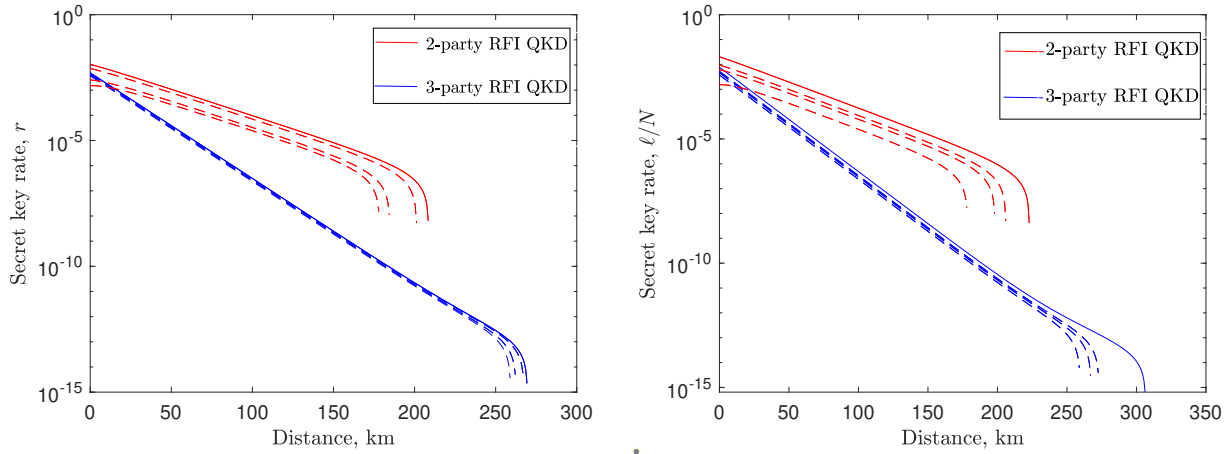 10^0
10^-5
10^-10
10^-15
Secret key rate, r
0 50 100 150 200 250 300
Distance, km
2-party RFI QKD
3-party RFI QKD
10^0
10^-5
10^-10
10^-15
Secret key rate, ℓ/N
0 50 100 150 200 250 300 350
Distance, km
2-party RFI QKD
3-party RFI QKD